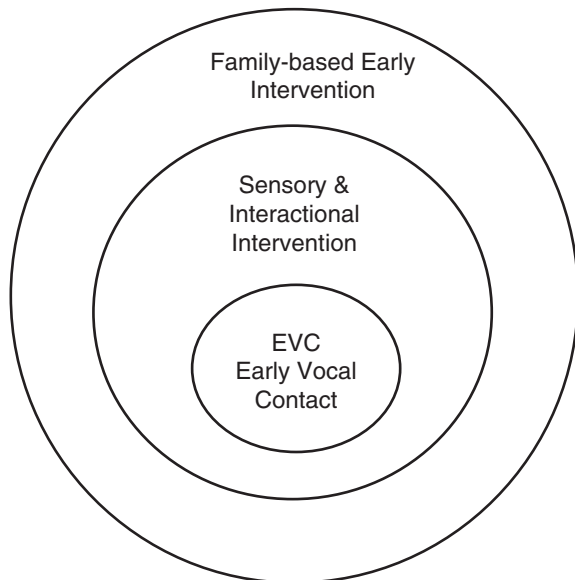 Family-based Early
Intervention
Sensory &
Interactional
Intervention
EVC
Early Vocal
Contact